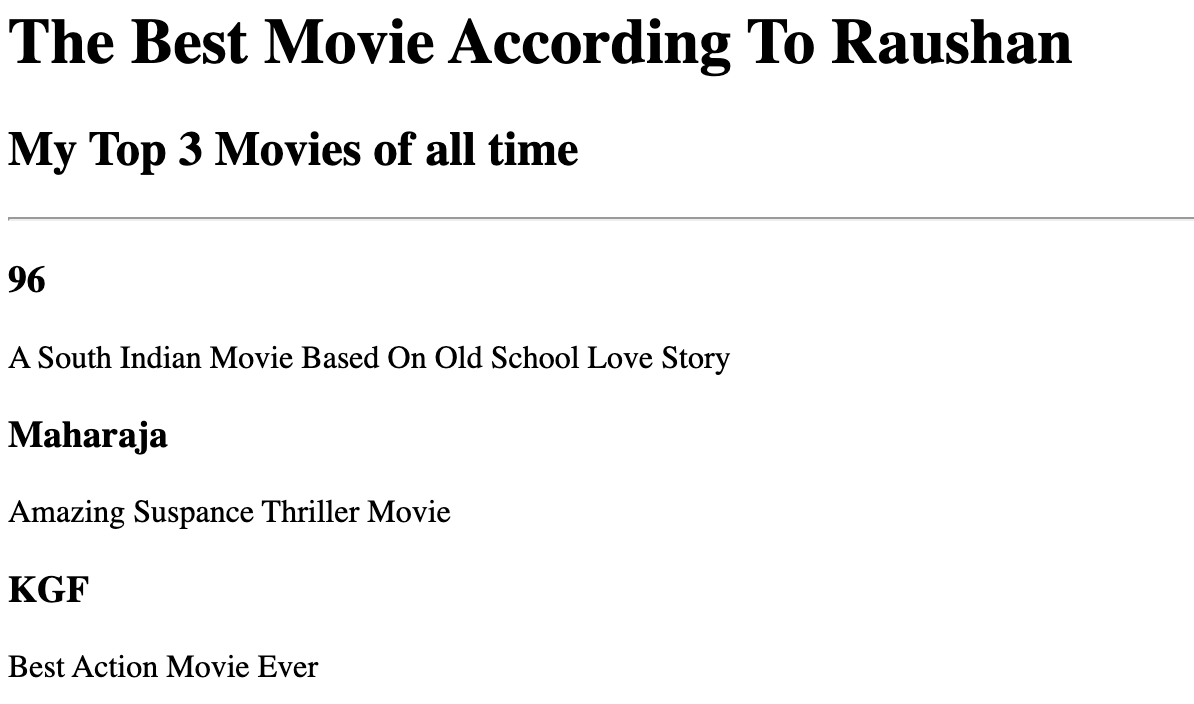 The Best Movie According To Raushan
My Top 3 Movies of all time
96
A South Indian Movie Based On Old School Love Story
Maharaja
Amazing Suspance Thriller Movie
KGF
Best Action Movie Ever